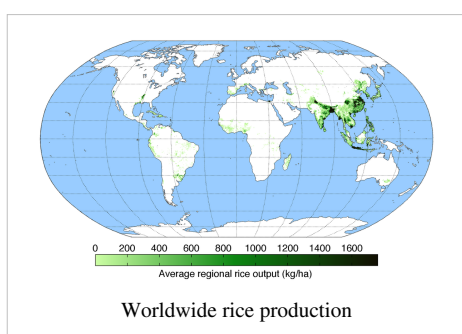 0 200 400 600 800 1000 1200 1400 1600
Average regional rice output (kg/ha)
Worldwide rice production